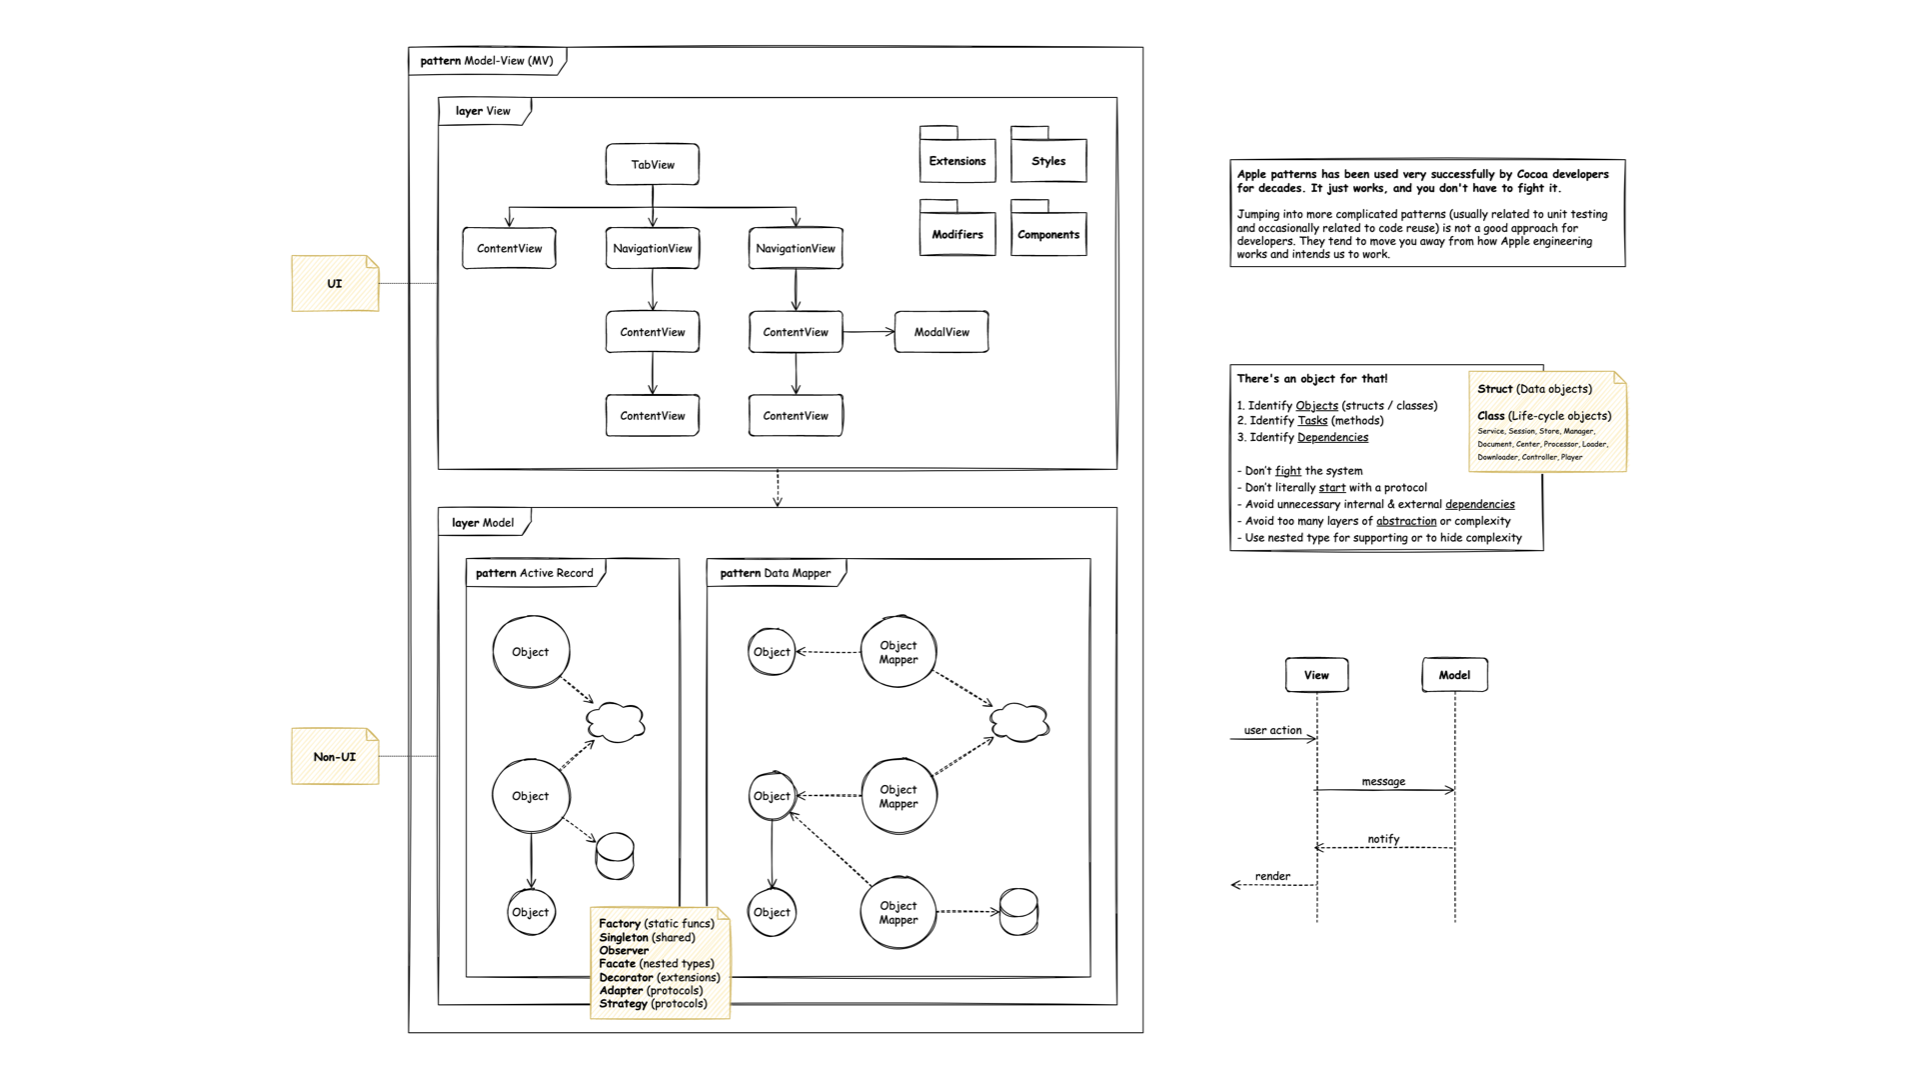 pattern Model-View (MV)
layer View
TabView
ContentView
NavigationView
NavigationView
ContentView
ContentView
ModalView
ContentView
ContentView
Extensions
Styles
Modifiers
Components
UI
layer Model
pattern Active Record
Object
Object
Object
pattern Data Mapper
Object
Object
Mapper
Object
Object
Mapper
Object
Object
Mapper
Non-UI
Factory (static funcs)
Singleton (shared)
Observer
Facate (nested types)
Decorator (extensions)
Adapter (protocols)
Strategy (protocols)
Apple patterns has been used very successfully by Cocoa developers
for decades. It just works, and you don't have to fight it.
Jumping into more complicated patterns (usually related to unit testing
and occasionally related to code reuse) is not a good approach for
developers. They tend to move you away from how Apple engineering
works and intends us to work.
There's an object for that!
1. Identify Objects (structs / classes)
2. Identify Tasks (methods)
3. Identify Dependencies
- Don't fight the system
- Don't literally start with a protocol
- Avoid unnecessary internal & external dependencies
- Avoid too many layers of abstraction or complexity
- Use nested type for supporting or to hide complexity
Struct (Data objects)
Class (Life-cycle objects)
Service, Session, Store, Manager,
Document, Center, Processor, Loader,
Downloader, Controller, Player
View
Model
user action
message
notify
render